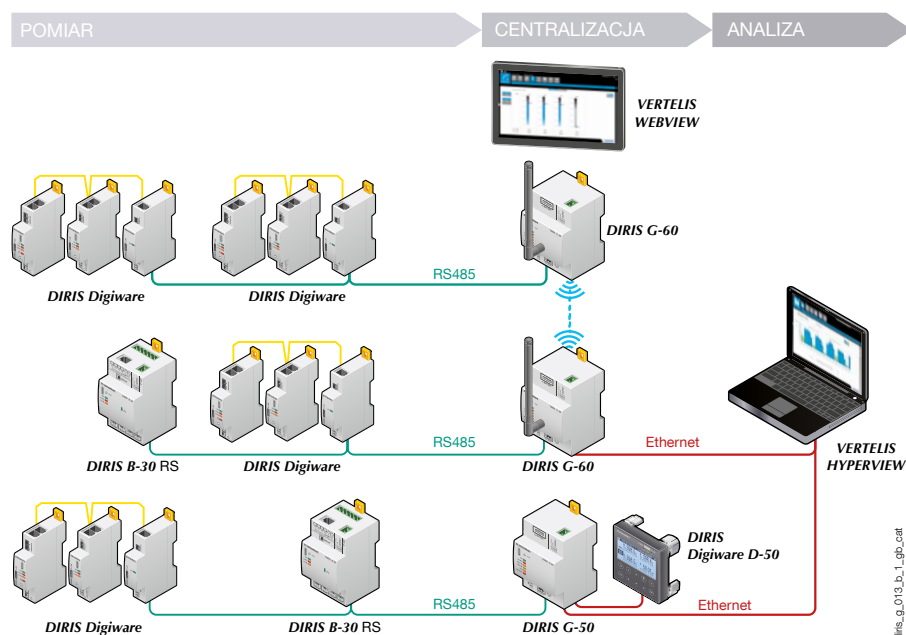 POMIAR
CENTRALIZACJA
ANALIZA
VERTELIS
WEBVIEW
DIRIS G-60
RS485
DIRIS Digiware
DIRIS Digiware
RS485
Ethernet
DIRIS B-30 RS
DIRIS Digiware
DIRIS G-60
VERTELIS
HYPERVIEW
DIRIS
Digiware D-50
RS485
Ethernet
DIRIS Digiware
DIRIS B-30 RS
DIRIS G-50
iris_g_013_b_1_gb_cat